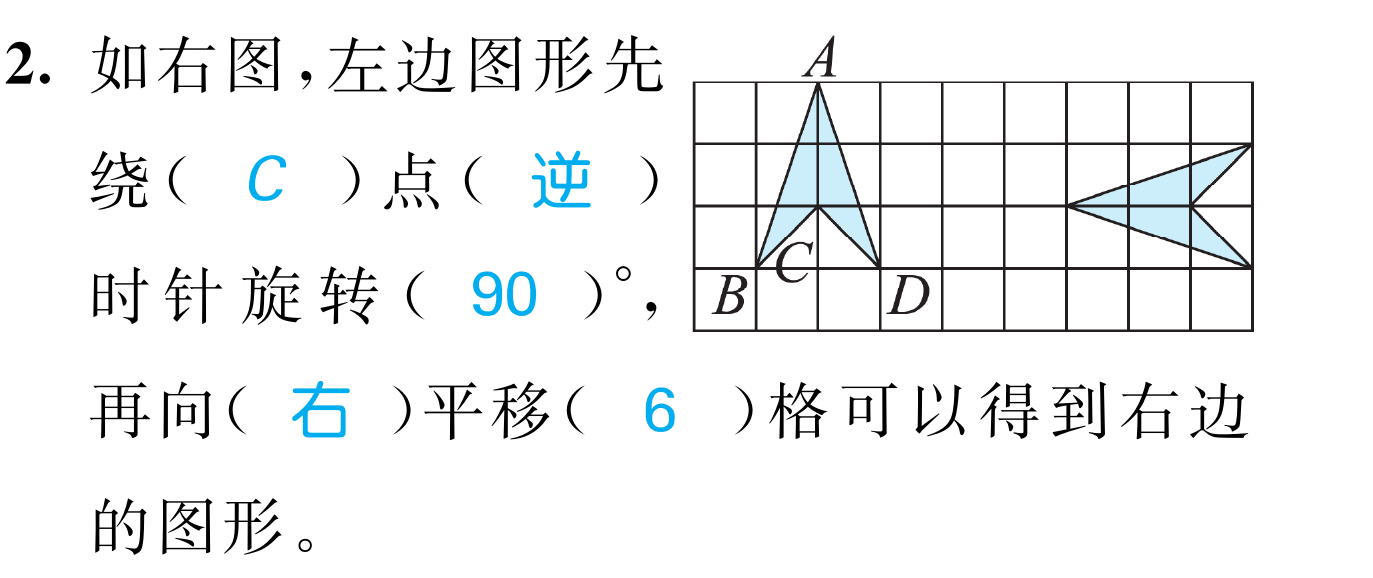 2. 如右图,左边图形先
绕( C )点( 逆 )
时针旋转( 90 )°,
再向( 右 )平移( 6 )格可以得到右边
的图形。
A
C
B
D